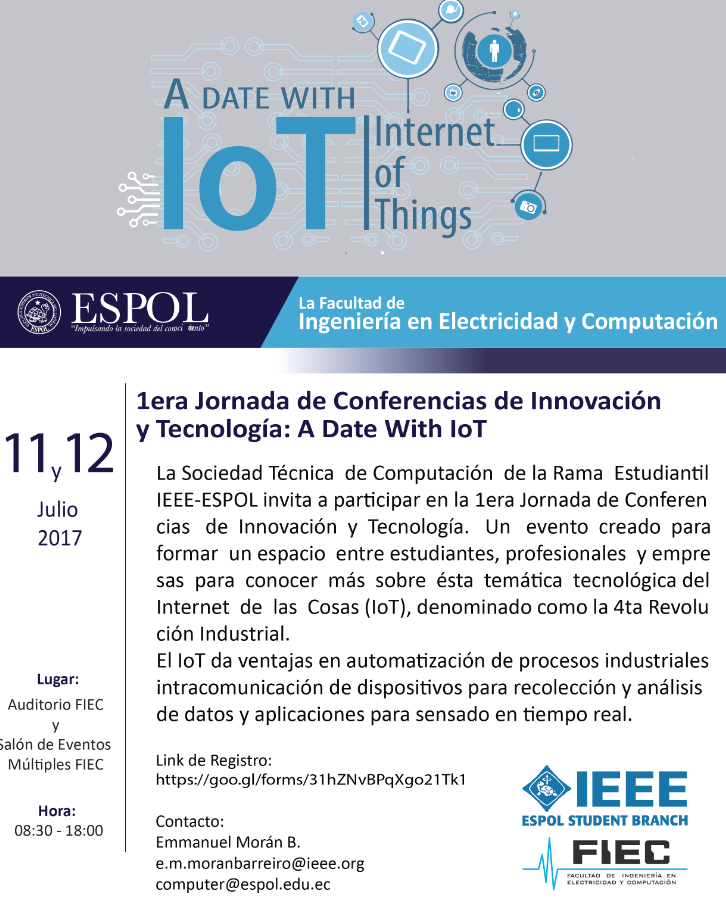 A DATE WITH
IoT
Internet
of
Things
ESPOL
"Impulsando la sociedad del conocimiento"
La Facultad de
Ingeniería en Electricidad y Computación
11 y 12
Julio
2017
Lugar:
Auditorio FIEC
y
Salón de Eventos
Múltiples FIEC
Hora:
08:30 - 18:00
1era Jornada de Conferencias de Innovación
y Tecnología: A Date With IoT
La Sociedad Técnica de Computación de la Rama Estudiantil
IEEE-ESPOL invita a participar en la 1era Jornada de Conferen
cias de Innovación y Tecnología. Un evento creado para
formar un espacio entre estudiantes, profesionales y empre
sas para conocer más sobre ésta temática tecnológica del
Internet de las Cosas (IoT), denominado como la 4ta Revolu
ción Industrial.
El IoT da ventajas en automatización de procesos industriales
intracomunicación de dispositivos para recolección y análisis
de datos y aplicaciones para sensado en tiempo real.
Link de Registro:
https://goo.gl/forms/31hZNvBPqXgo21Tk1
Contacto:
Emmanuel Morán B.
e.m.moranbarreiro@ieee.org
computer@espol.edu.ec
IEEE
ESPOL STUDENT BRANCH
FIEC
FACULTAD DE INGENIERÍA EN
ELECTRICIDAD Y COMPUTACIÓN